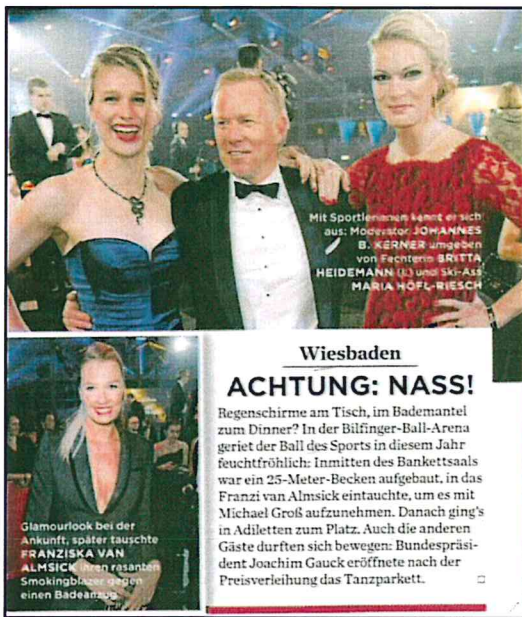 Mit Sportlerinnen kennt er sich
aus: Moderator JOHANNES
B. KERNER umgeben
von Fechterin BRITTA
HEIDEMANN (l.) und Ski-Ass
MARIA HÖFL-RIESCH
Glamourlook bei der
Ankunft, später tauschte
FRANZISKA VAN
ALMSICK ihren rasanten
Smokingblazer gegen
einen Badeanzug
Wiesbaden
ACHTUNG: NASS!
Regenschirme am Tisch, im Bademantel
zum Dinner? In der Bilfinger-Ball-Arena
geriet der Ball des Sports in diesem Jahr
feuchtfröhlich: Inmitten des Bankettsaals
war ein 25-Meter-Becken aufgebaut, in das
Franzi van Almsick eintauchte, um es mit
Michael Groß aufzunehmen. Danach ging's
in Adiletten zum Platz. Auch die anderen
Gäste durften sich bewegen: Bundespräsi-
dent Joachim Gauck eröffnete nach der
Preisverleihung das Tanzparkett.